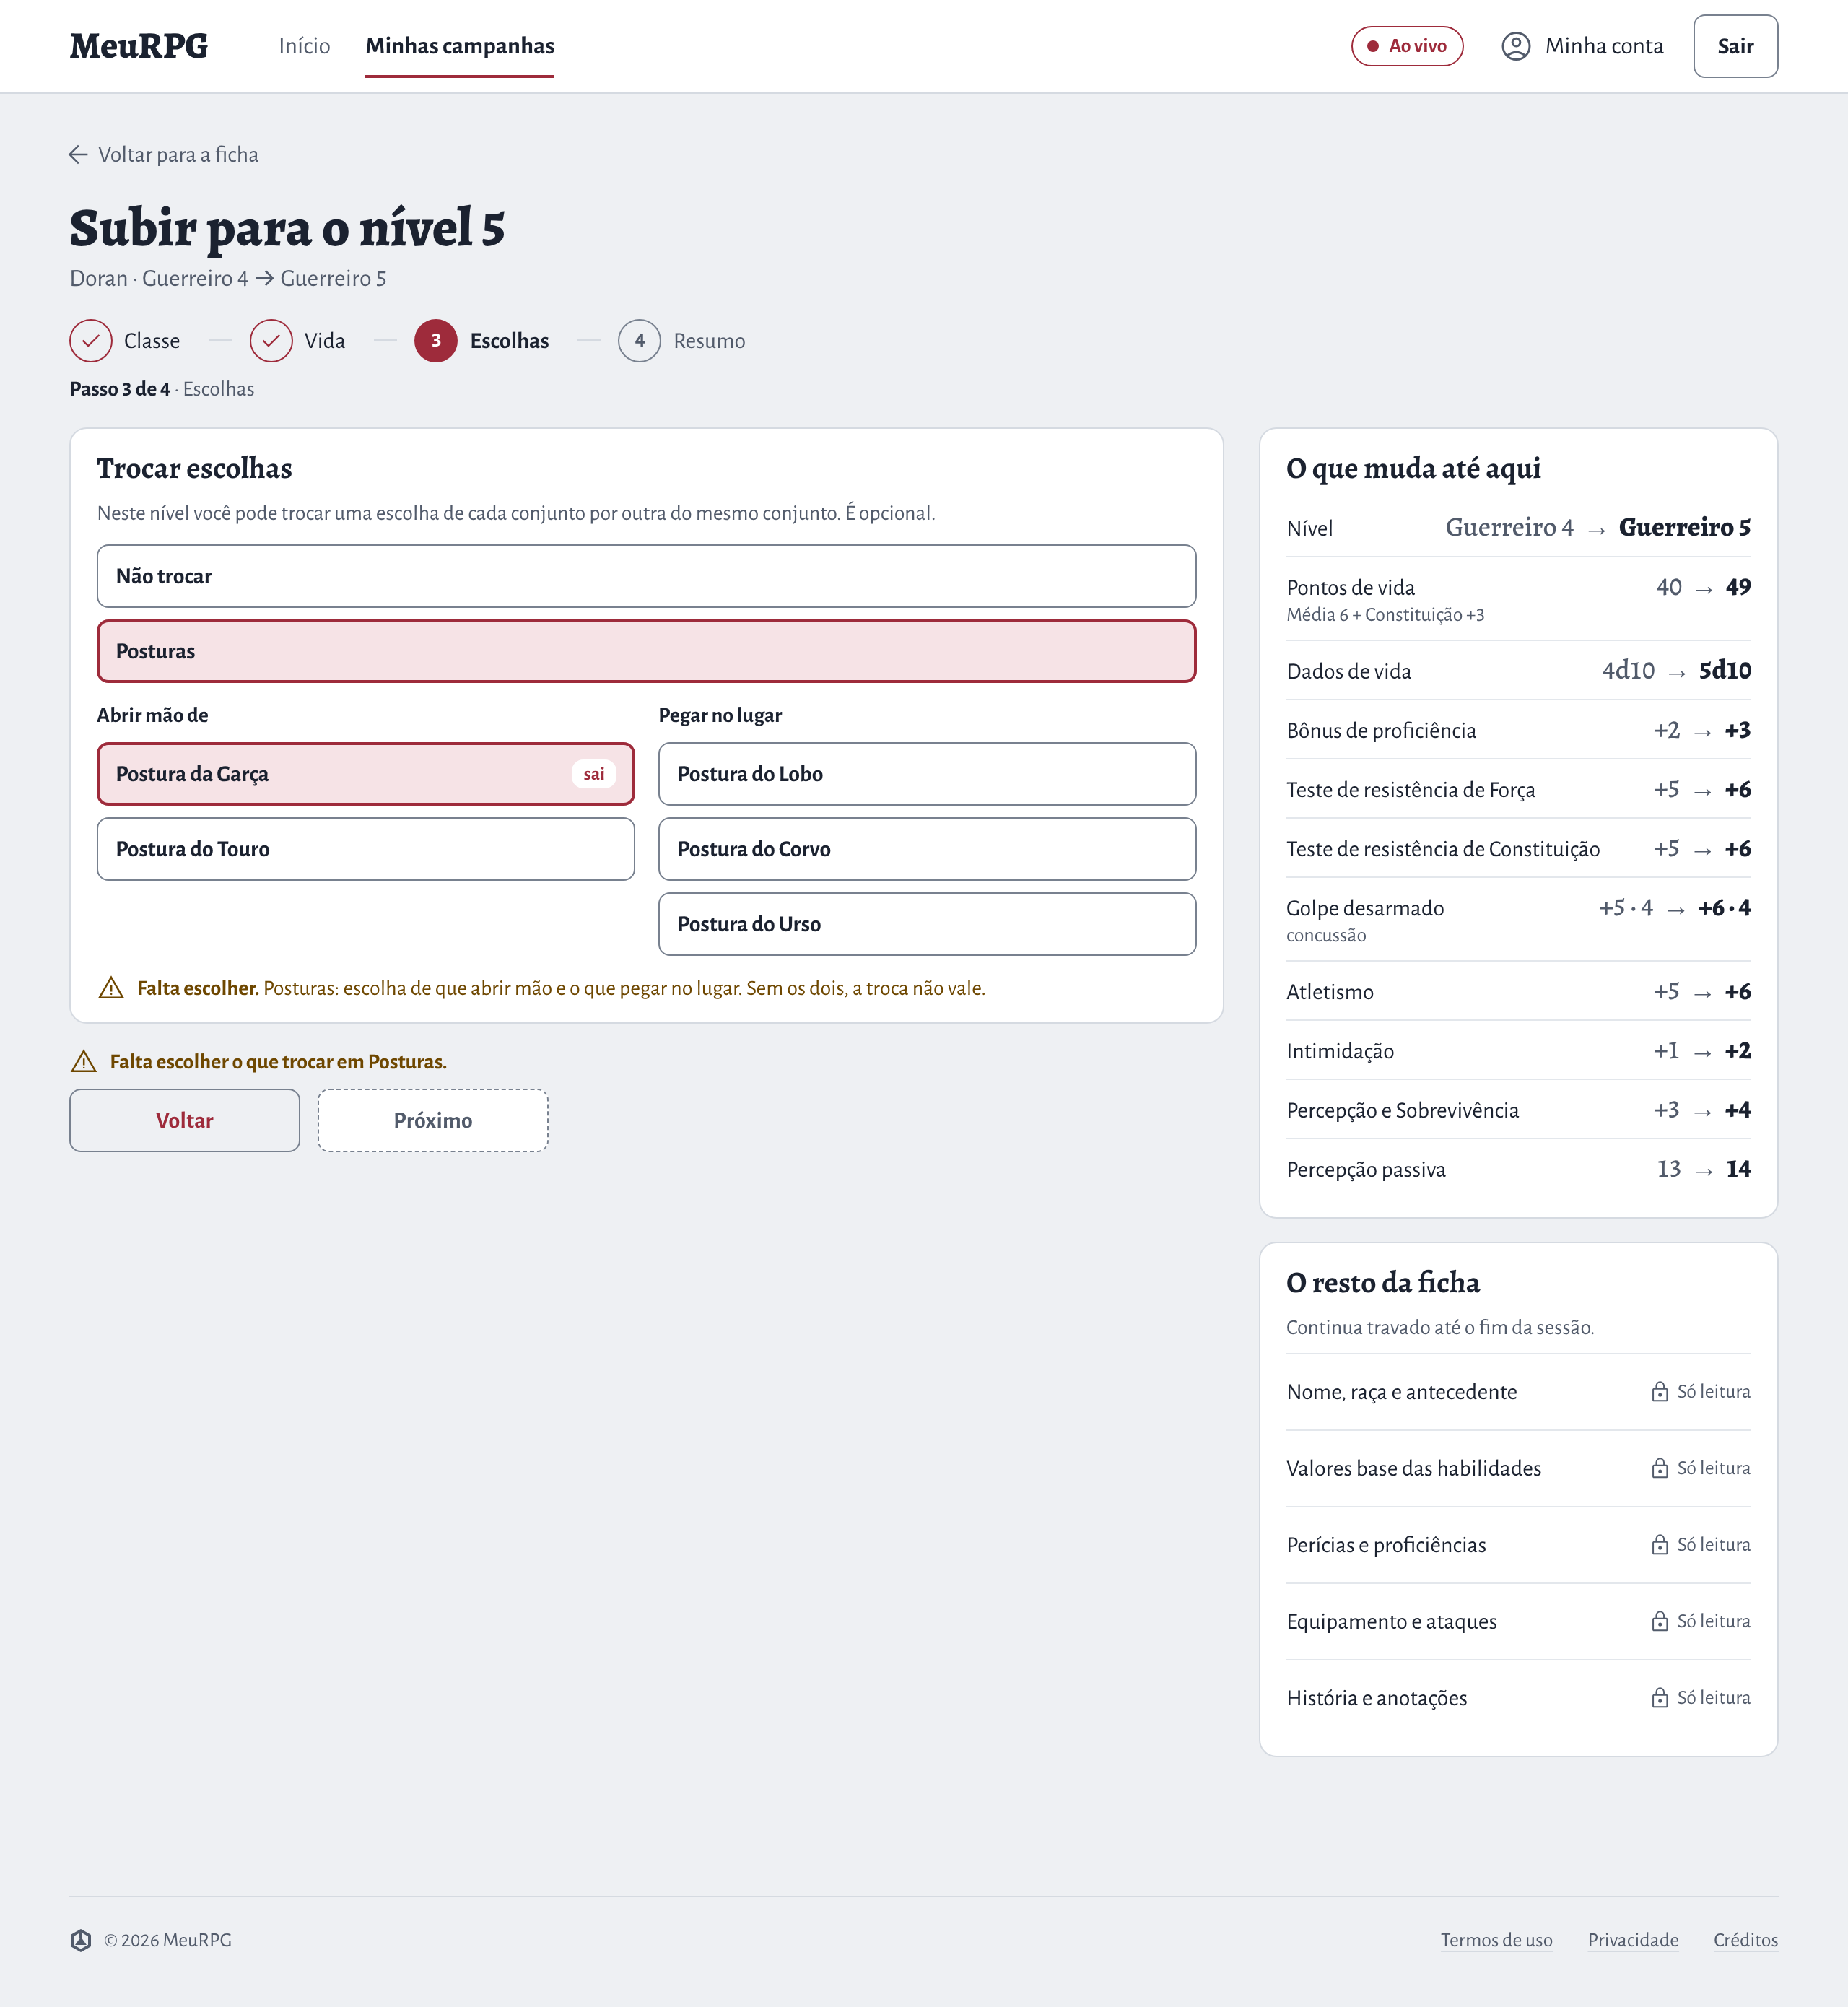 MeuRPG
Início
Minhas campanhas
Ao vivo
Minha conta
Sair
← Voltar para a ficha
Subir para o nível 5
Doran · Guerreiro 4 → Guerreiro 5
Classe
Vida
3 Escolhas
4 Resumo
Passo 3 de 4 · Escolhas
Trocar escolhas
Neste nível você pode trocar uma escolha de cada conjunto por outra do mesmo conjunto. É opcional.
Não trocar
Posturas
Abrir mão de
Postura da Garça
sai
Postura do Touro
Pegar no lugar
Postura do Lobo
Postura do Corvo
Postura do Urso
Falta escolher. Posturas: escolha de que abrir mão e o que pegar no lugar. Sem os dois, a troca não vale.
Falta escolher o que trocar em Posturas.
Voltar
Próximo
O que muda até aqui
Nível Guerreiro 4 → Guerreiro 5
Pontos de vida 40 → 49
Média 6 + Constituição +3
Dados de vida 4d10 → 5d10
Bônus de proficiência +2 → +3
Teste de resistência de Força +5 → +6
Teste de resistência de Constituição +5 → +6
Golpe desarmado +5 · 4 → +6 · 4
concussão
Atletismo +5 → +6
Intimidação +1 → +2
Percepção e Sobrevivência +3 → +4
Percepção passiva 13 → 14
O resto da ficha
Continua travado até o fim da sessão.
Nome, raça e antecedente Só leitura
Valores base das habilidades Só leitura
Perícias e proficiências Só leitura
Equipamento e ataques Só leitura
História e anotações Só leitura
© 2026 MeuRPG
Termos de uso
Privacidade
Créditos